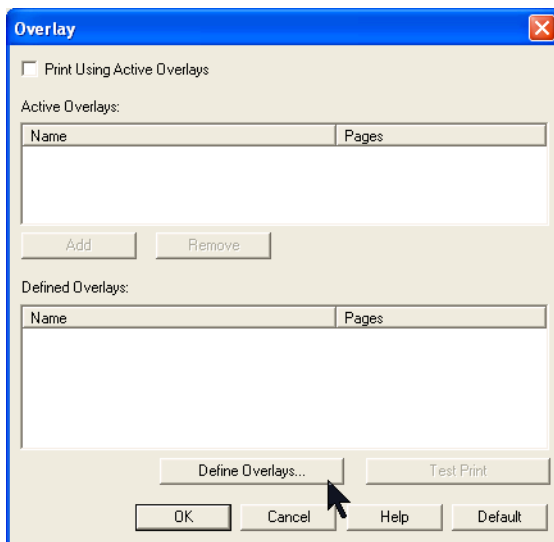 Overlay
Print Using Active Overlays
Active Overlays:
Name Pages
Add Remove
Defined Overlays:
Name Pages
Define Overlays... Test Print
OK Cancel Help Default